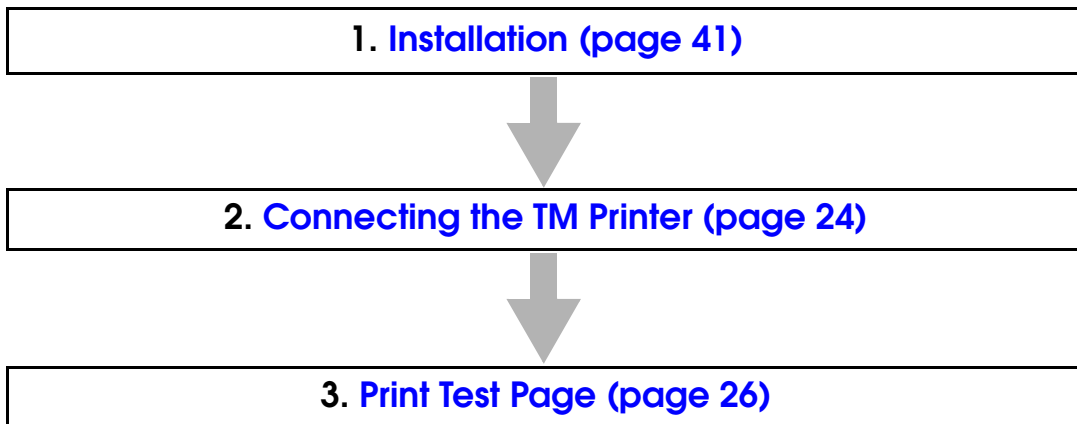 1. Installation (page 41)
2. Connecting the TM Printer (page 24)
3. Print Test Page (page 26)